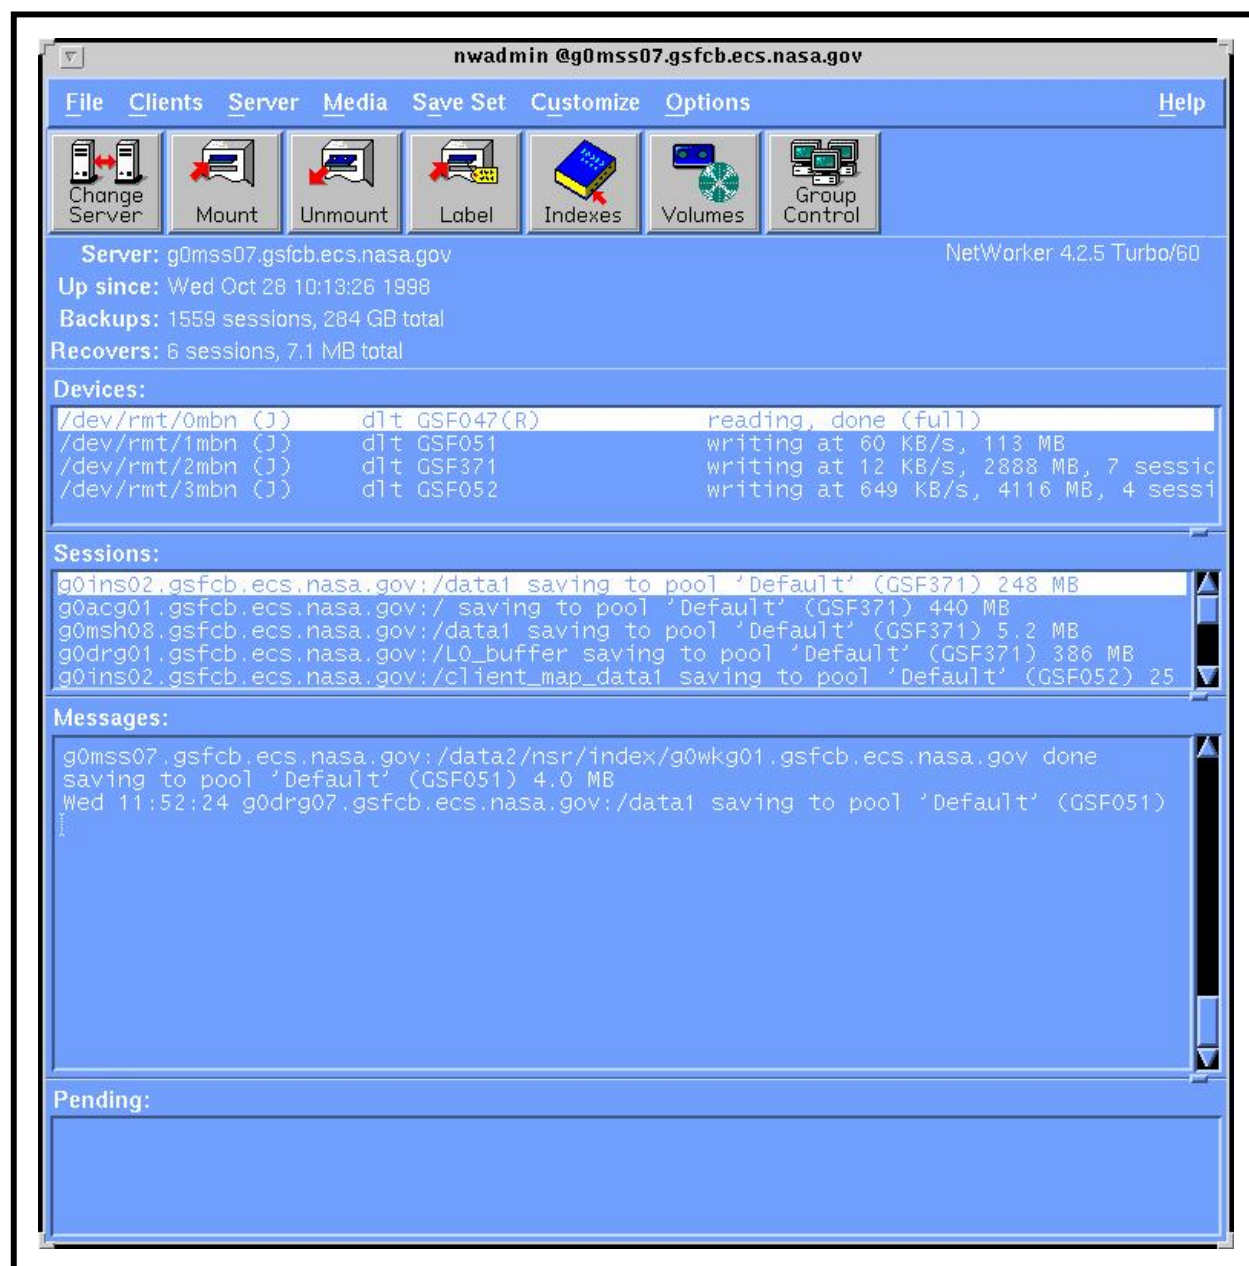 nwadmin @g0mss07.gsfcb.ecs.nasa.gov
File Clients Server Media Save Set Customize Options Help
Change Server Mount Unmount Label Indexes Volumes Group Control
Server: g0mss07.gsfcb.ecs.nasa.gov NetWorker 4.2.5 Turbo/60
Up since: Wed Oct 28 10:13:26 1998
Backups: 1559 sessions, 284 GB total
Recovers: 6 sessions, 7.1 MB total
Devices:
/dev/rmt/0mbn (J) dlt GSF047(R) reading, done (full)
/dev/rmt/1mbn (J) dlt GSF051 writing at 60 KB/s, 113 MB
/dev/rmt/2mbn (J) dlt GSF371 writing at 12 KB/s, 2888 MB, 7 sessic
/dev/rmt/3mbn (J) dlt GSF052 writing at 649 KB/s, 4116 MB, 4 sessi
Sessions:
g0ins02.gsfcb.ecs.nasa.gov:/data1 saving to pool 'Default' (GSF371) 248 MB
g0acg01.gsfcb.ecs.nasa.gov:/ saving to pool 'Default' (GSF371) 440 MB
g0msh08.gsfcb.ecs.nasa.gov:/data1 saving to pool 'Default' (GSF371) 5.2 MB
g0drg01.gsfcb.ecs.nasa.gov:/L0_buffer saving to pool 'Default' (GSF371) 386 MB
g0ins02.gsfcb.ecs.nasa.gov:/client_map_data1 saving to pool 'Default' (GSF052) 25
Messages:
g0mss07.gsfcb.ecs.nasa.gov:/data2/nsr/index/g0wkg01.gsfcb.ecs.nasa.gov done
saving to pool 'Default' (GSF051) 4.0 MB
Wed 11:52:24 g0drg07.gsfcb.ecs.nasa.gov:/data1 saving to pool 'Default' (GSF051)
Pending: